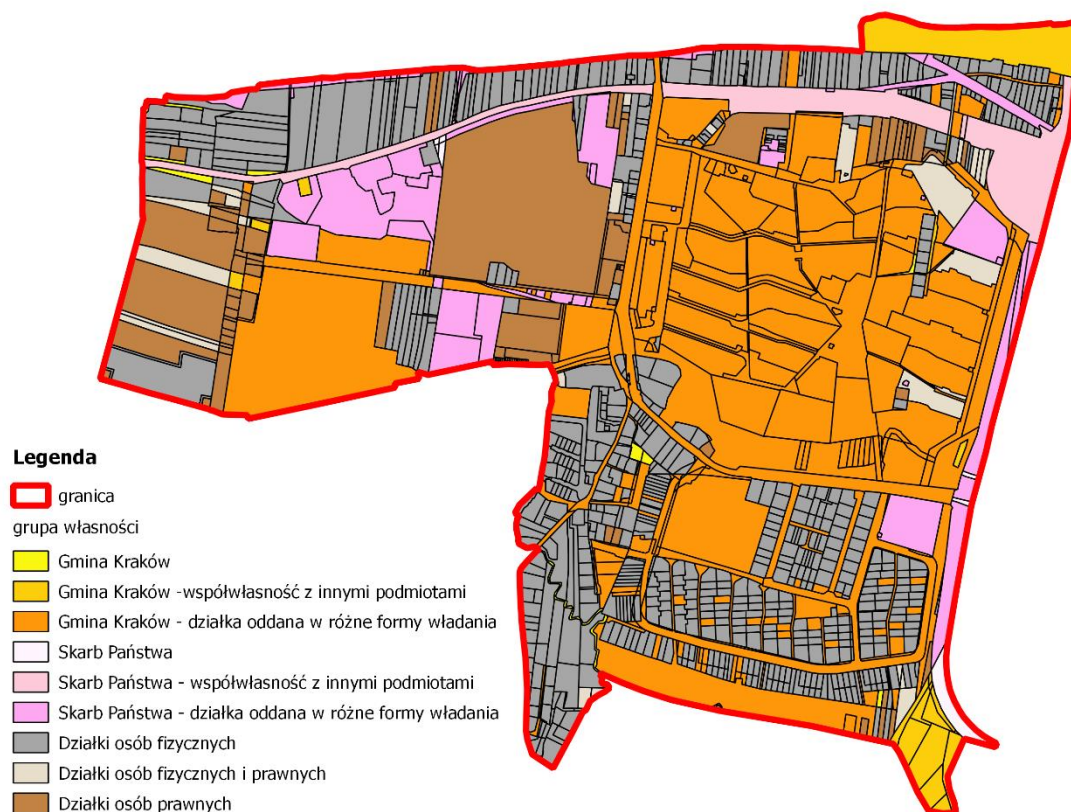 Legenda
granica
grupa własności
Gmina Kraków
Gmina Kraków -współwłasność z innymi podmiotami
Gmina Kraków - działka oddana w różne formy władania
Skarb Państwa
Skarb Państwa - współwłasność z innymi podmiotami
Skarb Państwa - działka oddana w różne formy władania
Działki osób fizycznych
Działki osób fizycznych i prawnych
Działki osób prawnych